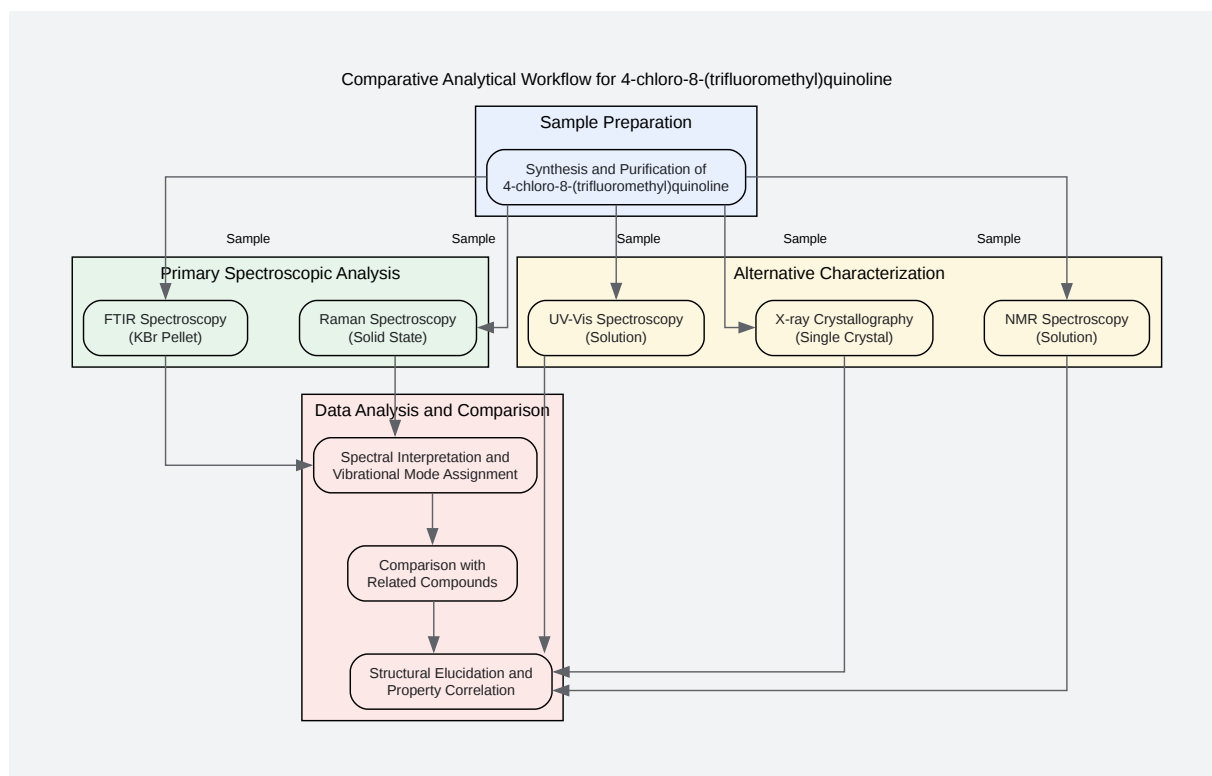 Comparative Analytical Workflow for 4-chloro-8-(trifluoromethyl)quinoline
Sample Preparation
Synthesis and Purification of
4-chloro-8-(trifluoromethyl)quinoline
Sample
Sample
Sample
Sample
Sample
Primary Spectroscopic Analysis
Alternative Characterization
FTIR Spectroscopy
(KBr Pellet)
Raman Spectroscopy
(Solid State)
UV-Vis Spectroscopy
(Solution)
X-ray Crystallography
(Single Crystal)
NMR Spectroscopy
(Solution)
Data Analysis and Comparison
Spectral Interpretation and
Vibrational Mode Assignment
Comparison with
Related Compounds
Structural Elucidation and
Property Correlation